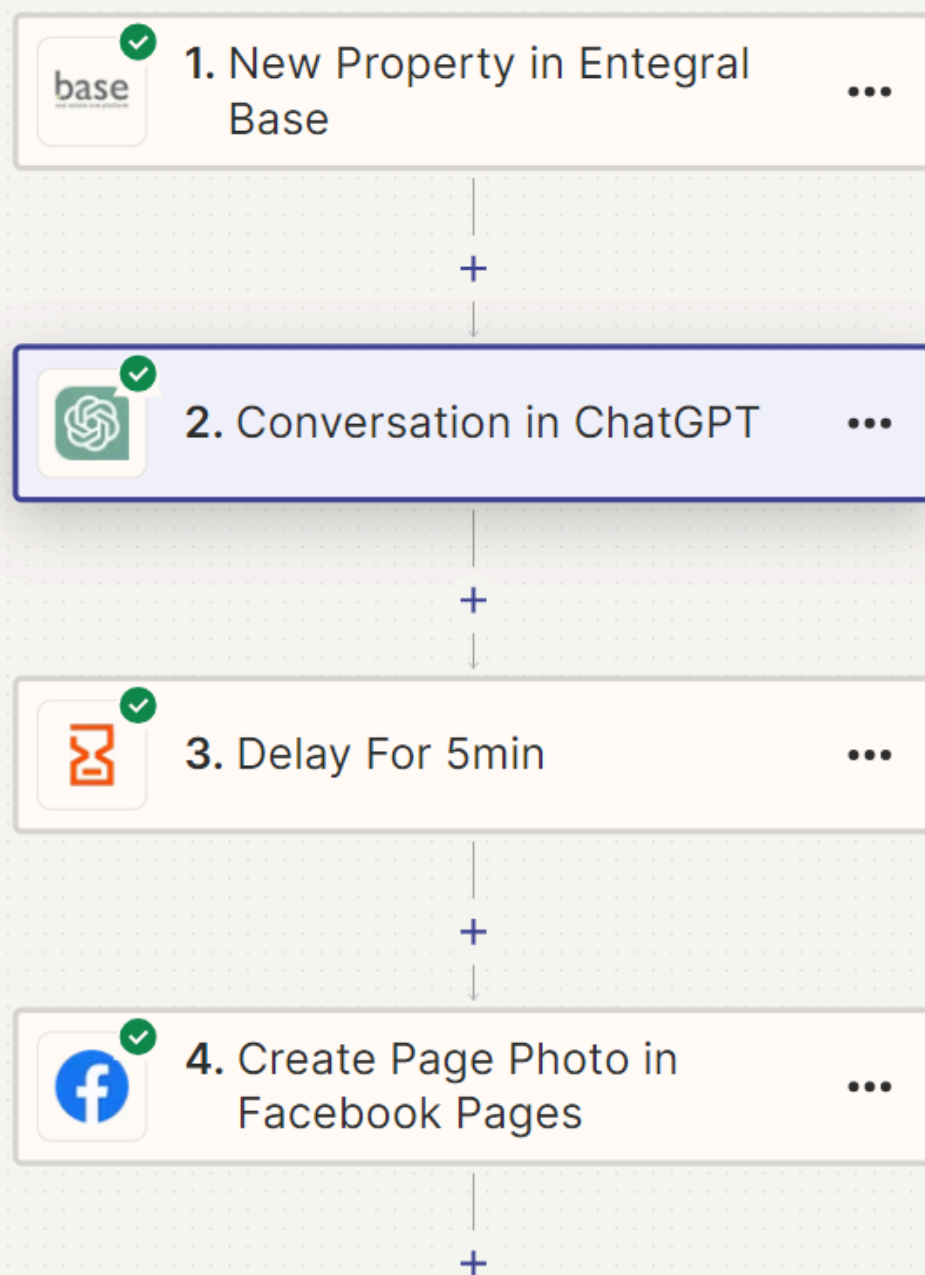 base
1. New Property in Entegral
Base
2. Conversation in ChatGPT
3. Delay For 5min
4. Create Page Photo in
Facebook Pages